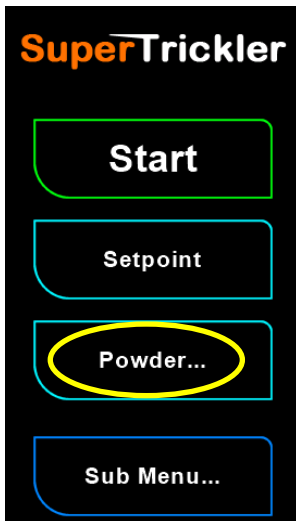 SuperTrickler
Start
Setpoint
Powder...
Sub Menu...